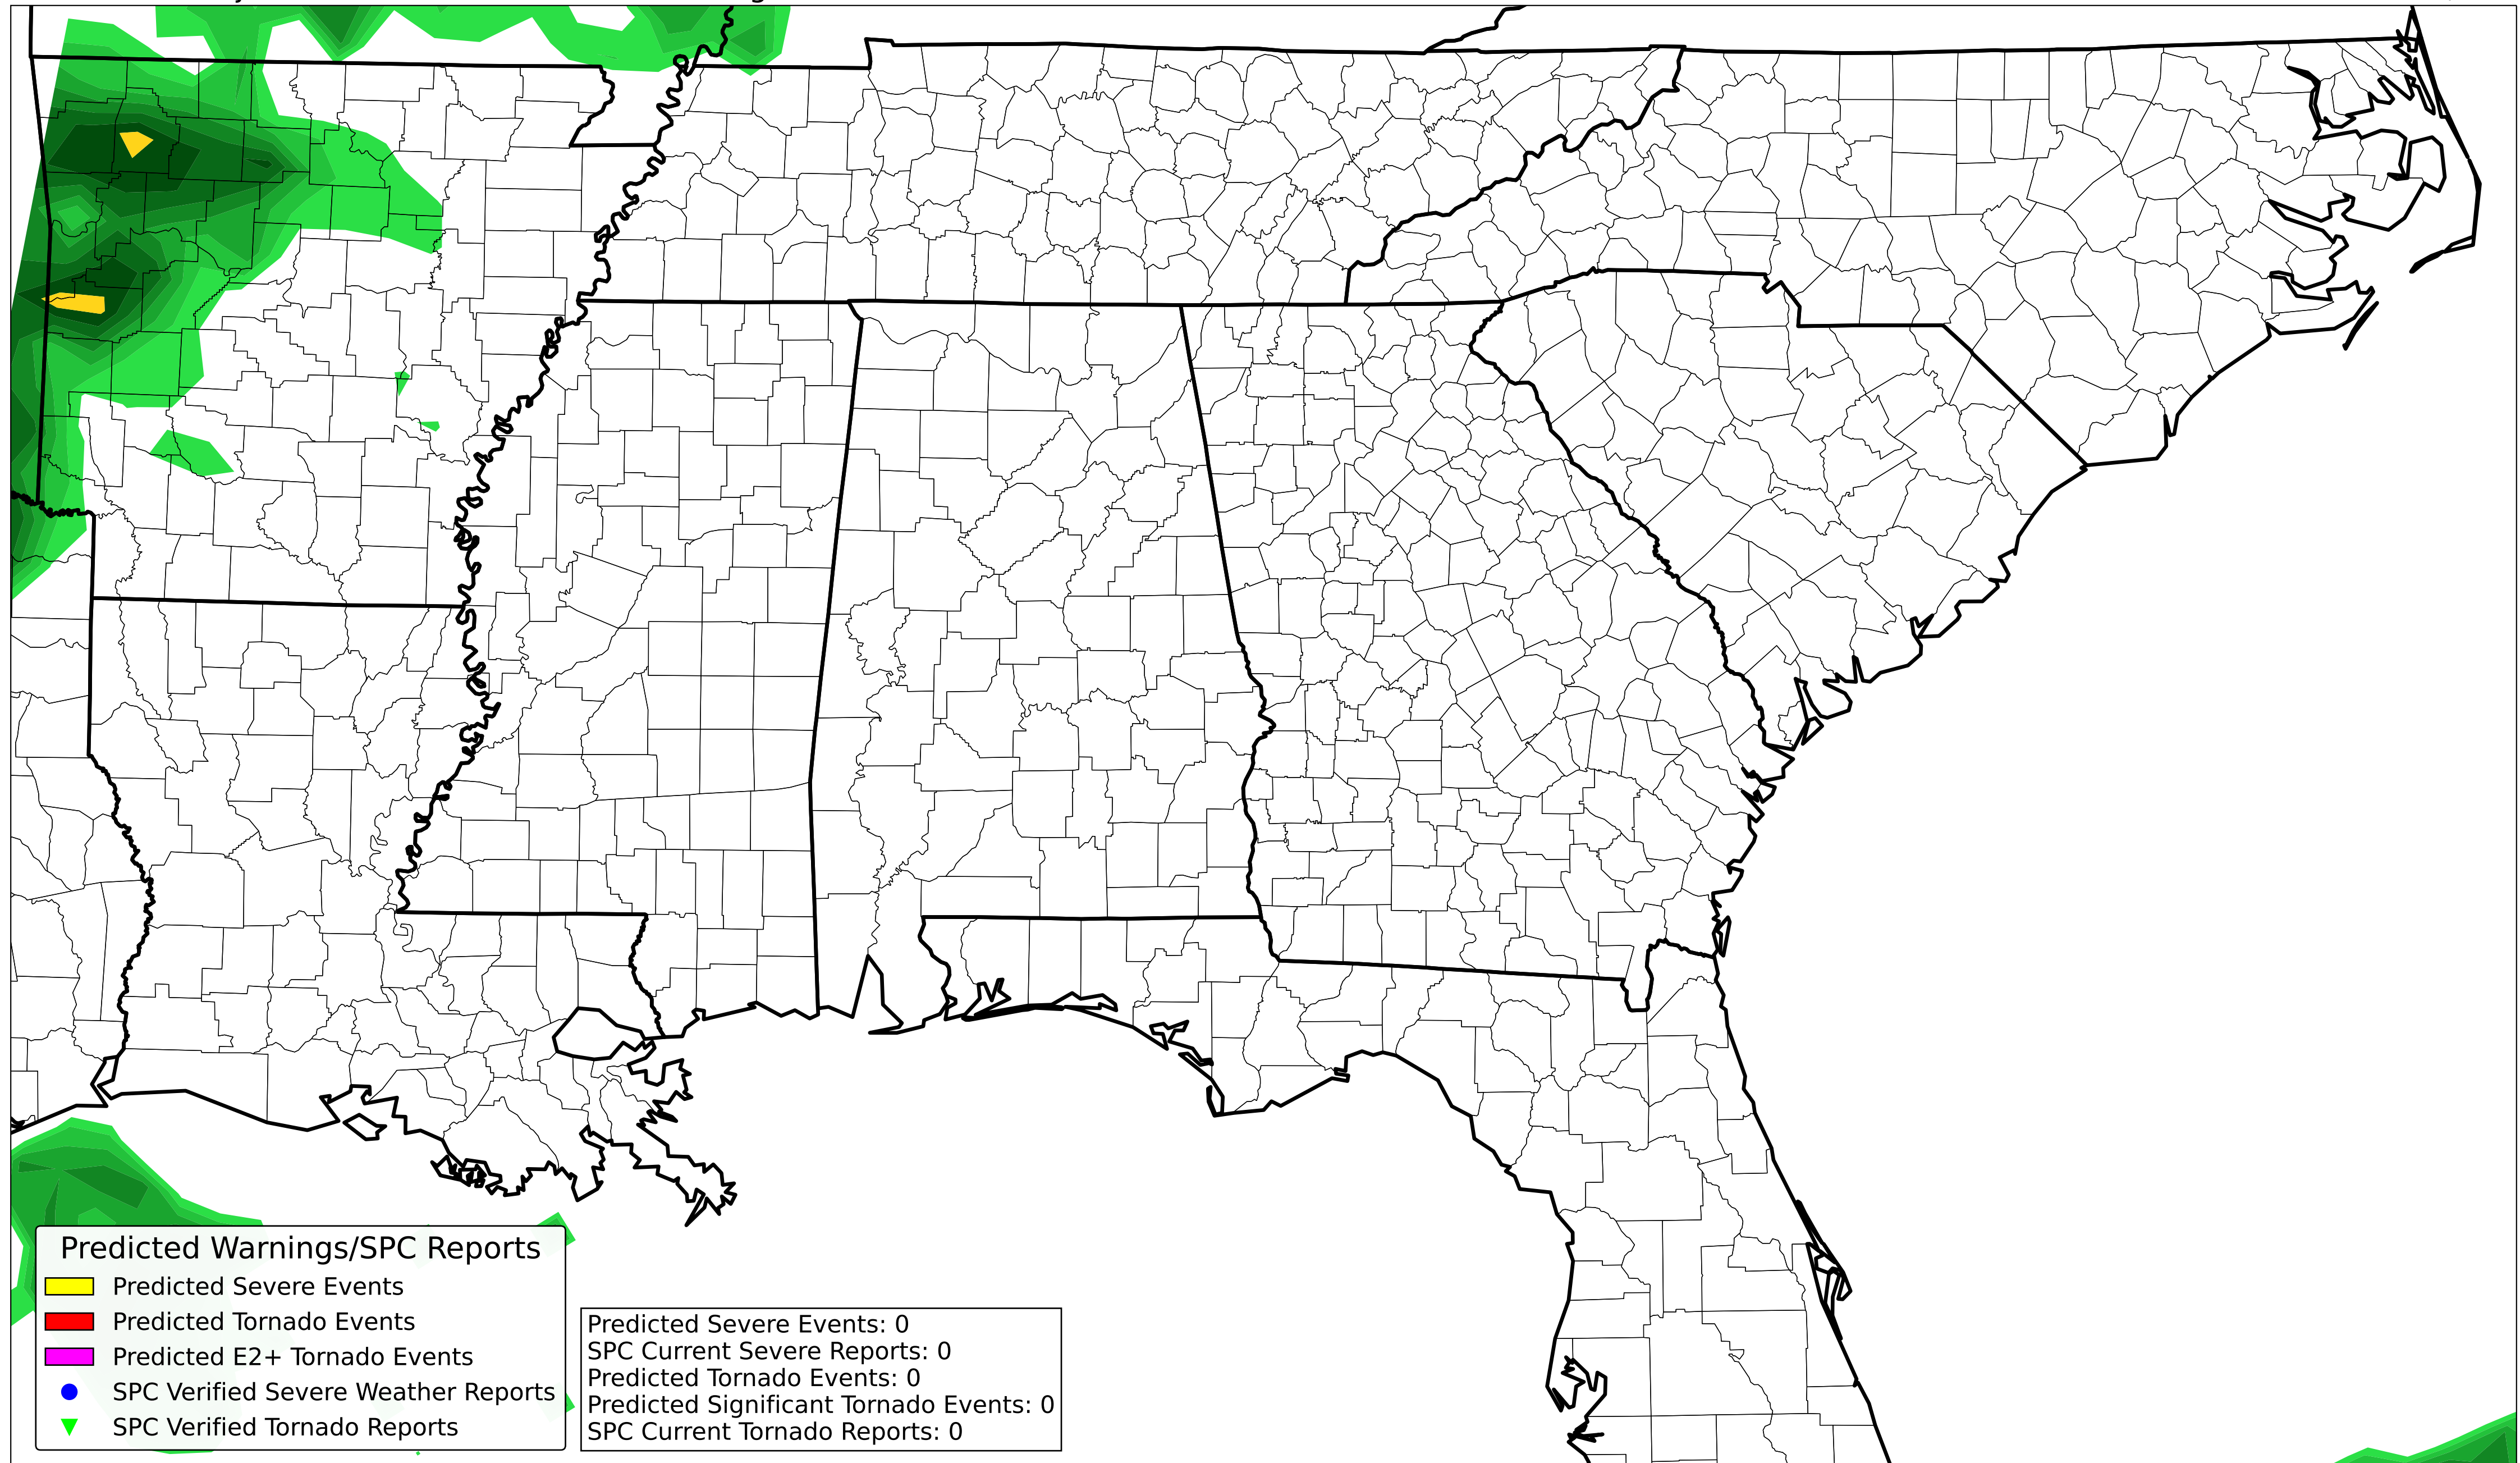 Predicted Warnings/SPC Reports
Predicted Severe Events
Predicted Tornado Events
Predicted E2+ Tornado Events
SPC Verified Severe Weather Reports
SPC Verified Tornado Reports
Predicted Severe Events: 0
SPC Current Severe Reports: 0
Predicted Tornado Events: 0
Predicted Significant Tornado Events: 0
SPC Current Tornado Reports: 0